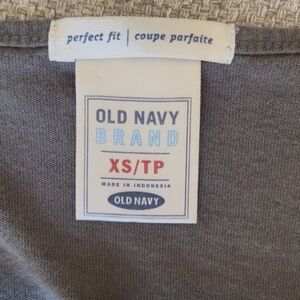 perfect fit | coupe parfaite
OLD NAVY
BRAND
XS/TP
MADE IN INDONESIA
OLD NAVY